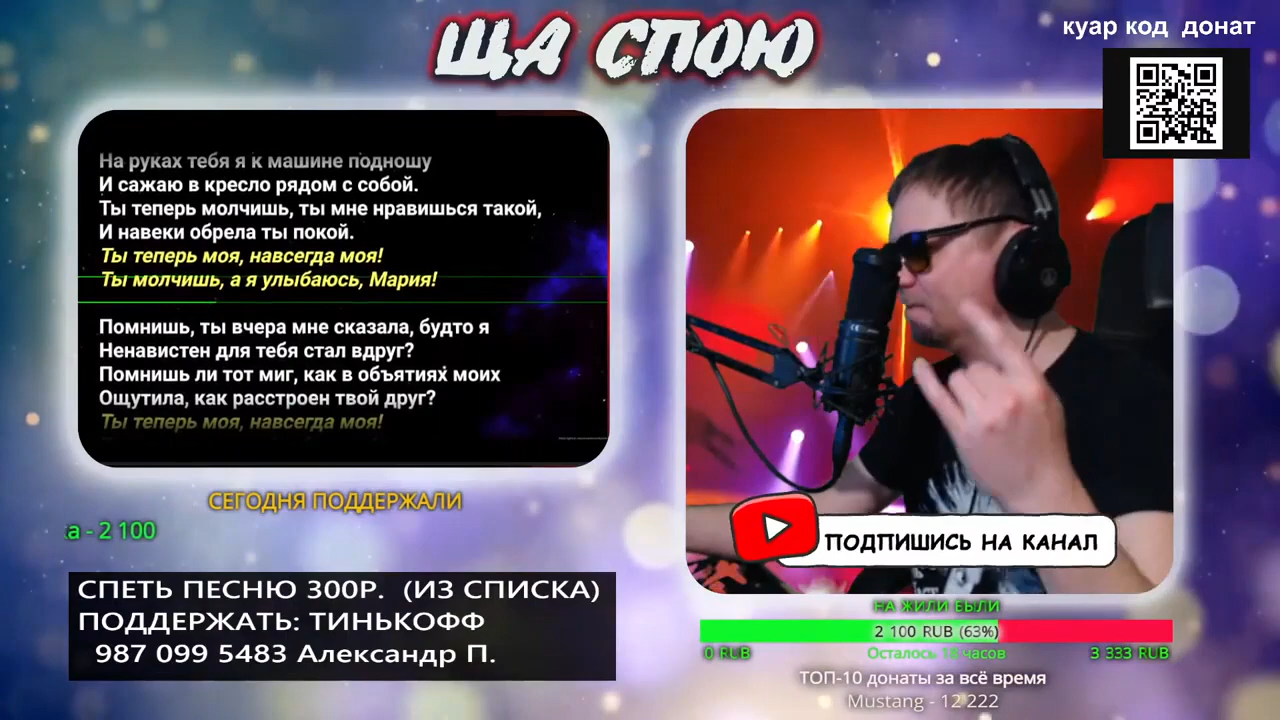 ЩА СПОЮ
куар код донат
На руках тебя я к машине подношу
И сажаю в кресло рядом с собой.
Ты теперь молчишь, ты мне нравишься такой,
И навеки обрела ты покой.
Ты теперь моя, навсегда моя!
Ты молчишь, а я улыбаюсь, Мария!
Помнишь, ты вчера мне сказала, будто я
Ненавистен для тебя стал вдруг?
Помнишь ли тот миг, как в объятиях моих
Ощутила, как расстроен твой друг?
Ты теперь моя, навсегда моя!
СЕГОДНЯ ПОДДЕРЖАЛИ
ка - 2 100
СПЕТЬ ПЕСНЮ 300Р. (ИЗ СПИСКА)
ПОДДЕРЖАТЬ: ТИНЬКОФФ
987 099 5483 Александр П.
ПОДПИШИСЬ НА КАНАЛ
НА ЖИЛИ БЫЛИ
2 100 RUB (63%)
0 RUB
Осталось 18 часов
3 333 RUB
ТОП-10 донаты за всё время
Mustang - 12 222